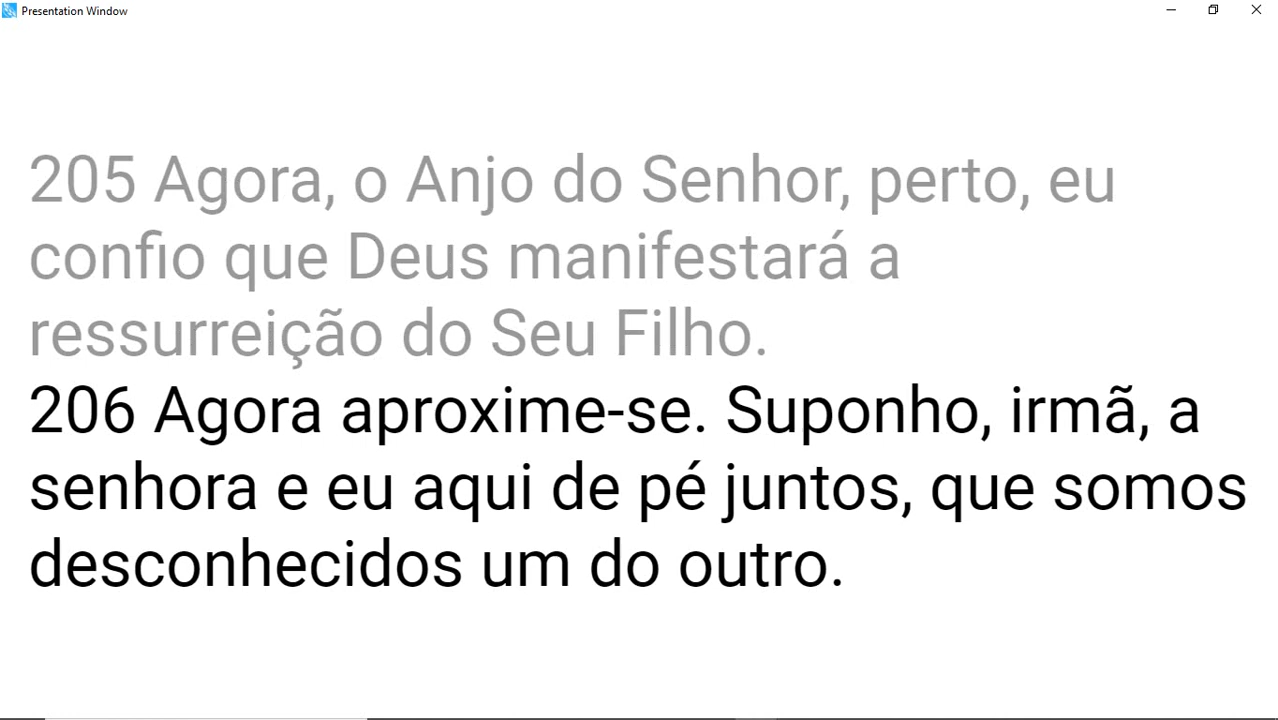 Presentation Window
205 Agora, o Anjo do Senhor, perto, eu
confio que Deus manifestará a
ressurreição do Seu Filho.
206 Agora aproxime-se. Suponho, irmã, a
senhora e eu aqui de pé juntos, que somos
desconhecidos um do outro.